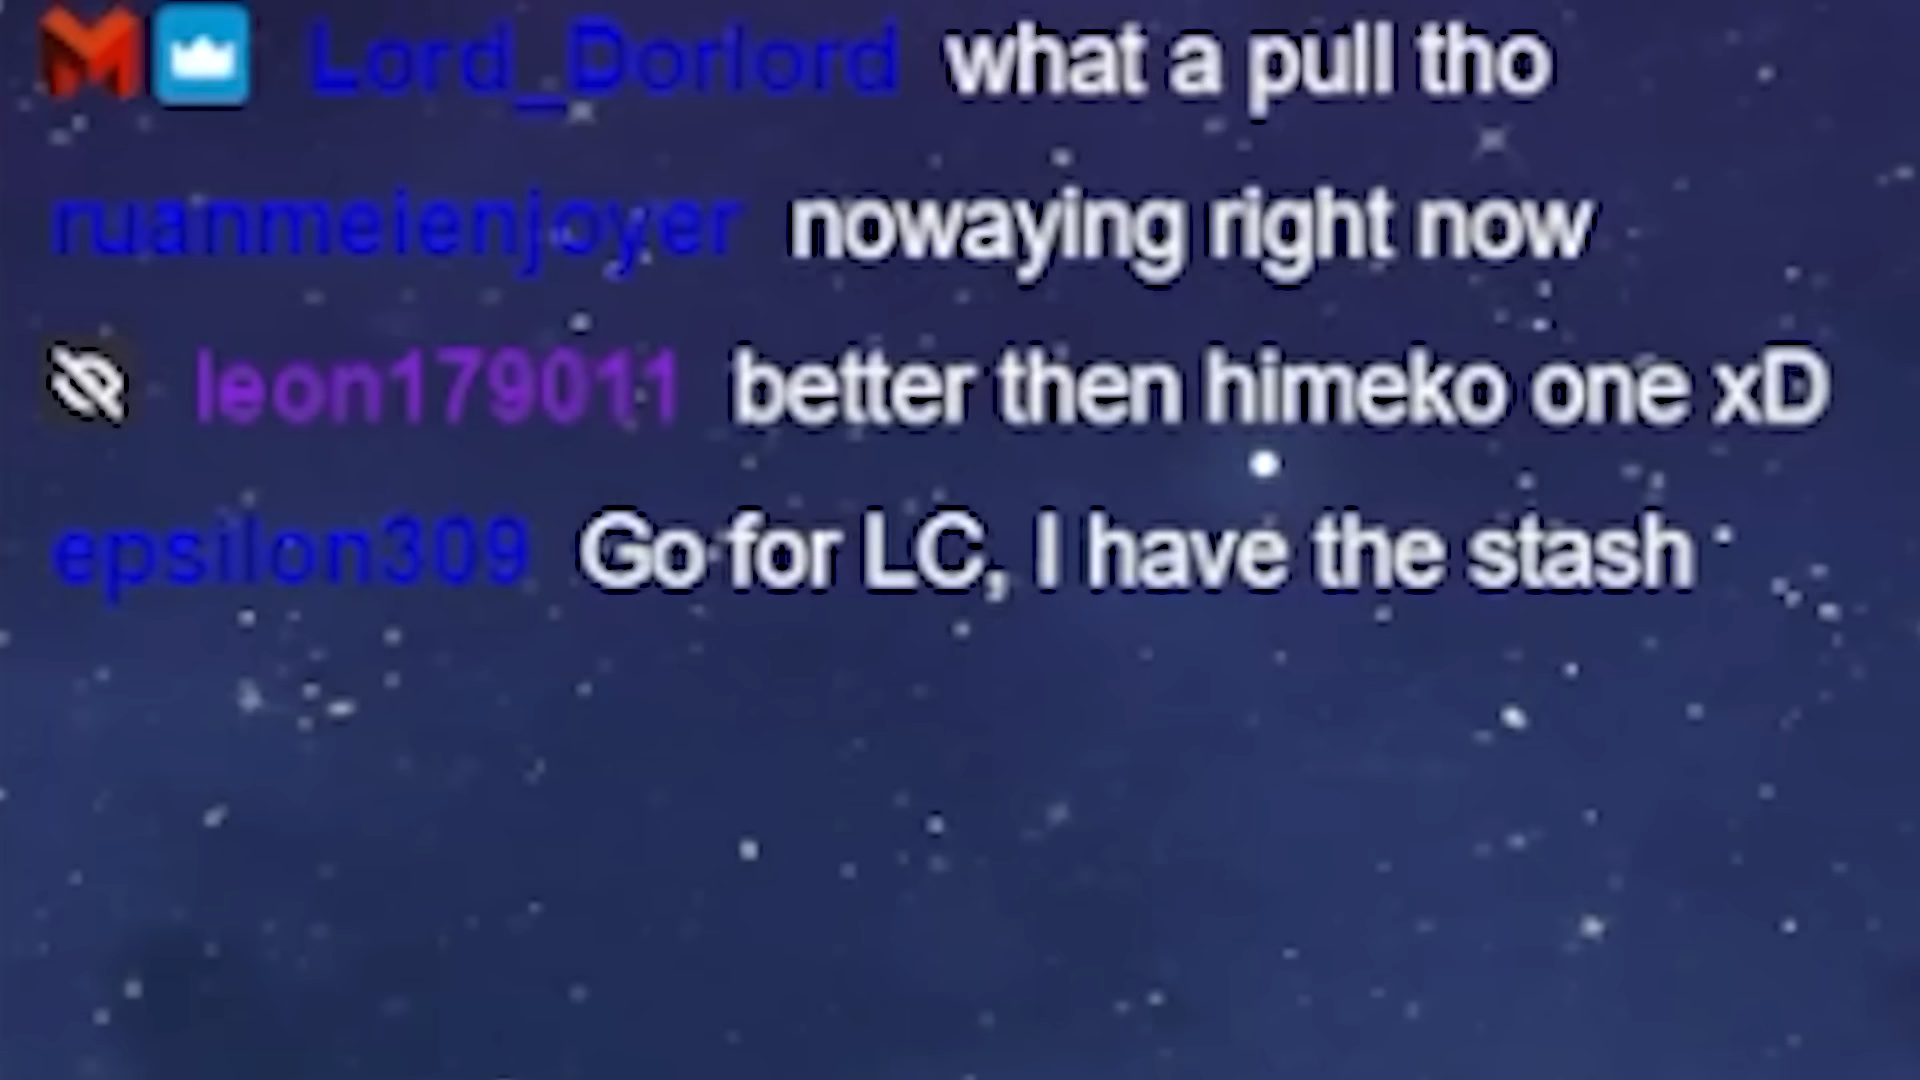 Lord_Dorlord what a pull tho
ruanmeienjoyer nowaying right now
leon179011 better then himeko one xD
epsilon309 Go for LC, I have the stash